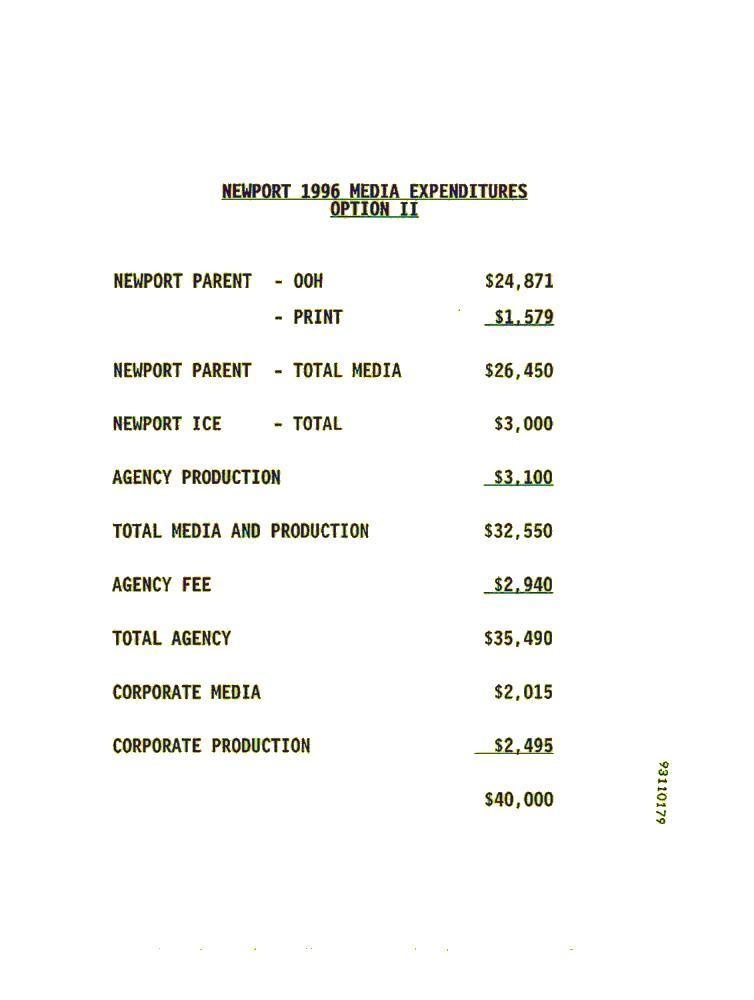 NEWPORT 1996 MEDIA EXPENDITURES
OPTION II
NEWPORT PARENT - OOH $24,871
- PRINT $1,579
NEWPORT PARENT - TOTAL MEDIA $26,450
NEWPORT ICE - TOTAL $3,000
AGENCY PRODUCTION $3,100
TOTAL MEDIA AND PRODUCTION $32,550
AGENCY FEE $2,940
TOTAL AGENCY $35,490
CORPORATE MEDIA $2,015
CORPORATE PRODUCTION $2,495
$40,000
93110179